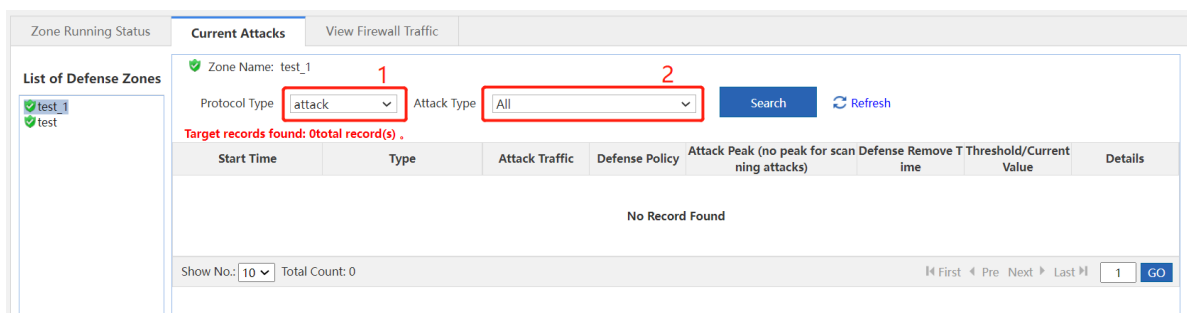 Zone Running Status
Current Attacks
View Firewall Traffic
List of Defense Zones
test_1
test
Zone Name: test_1
1
2
Protocol Type
attack
Attack Type
All
Search
Refresh
Target records found: 0total record(s) 。
Start Time
Type
Attack Traffic
Defense Policy
Attack Peak (no peak for scan
ning attacks)
Defense Remove T
ime
Threshold/Current
Value
Details
No Record Found
Show No.: 10 Total Count: 0
First Pre Next Last 1 GO